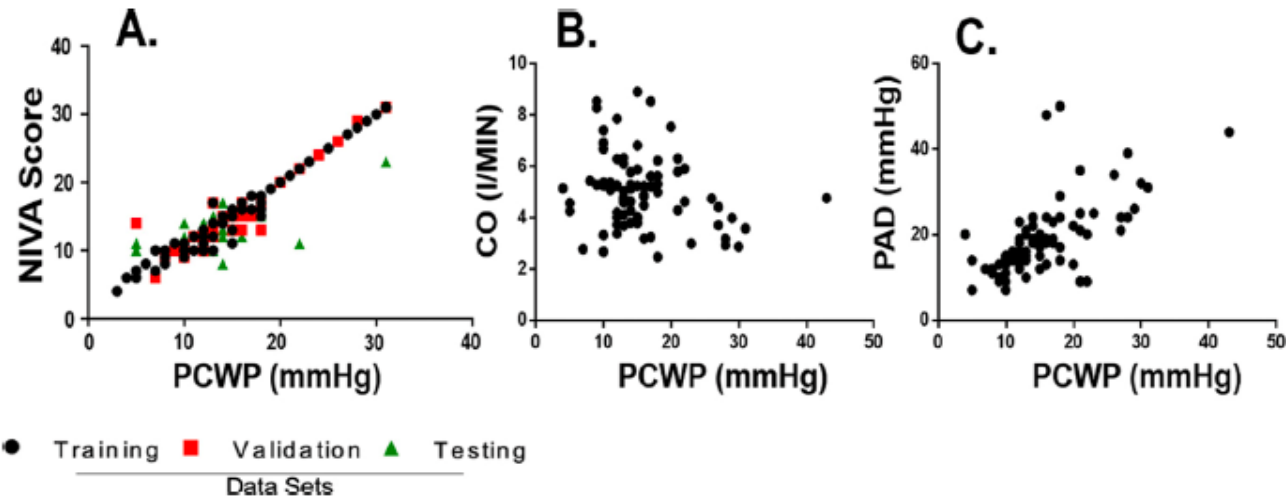 A.
NIVA Score
40
30
20
10
0
0 10 20 30 40
PCWP (mmHg)
B.
CO (l/MIN)
10
8
6
4
2
0
0 10 20 30 40 50
PCWP (mmHg)
C.
PAD (mmHg)
60
40
20
0
0 10 20 30 40 50
PCWP (mmHg)
Training Validation Testing
Data Sets